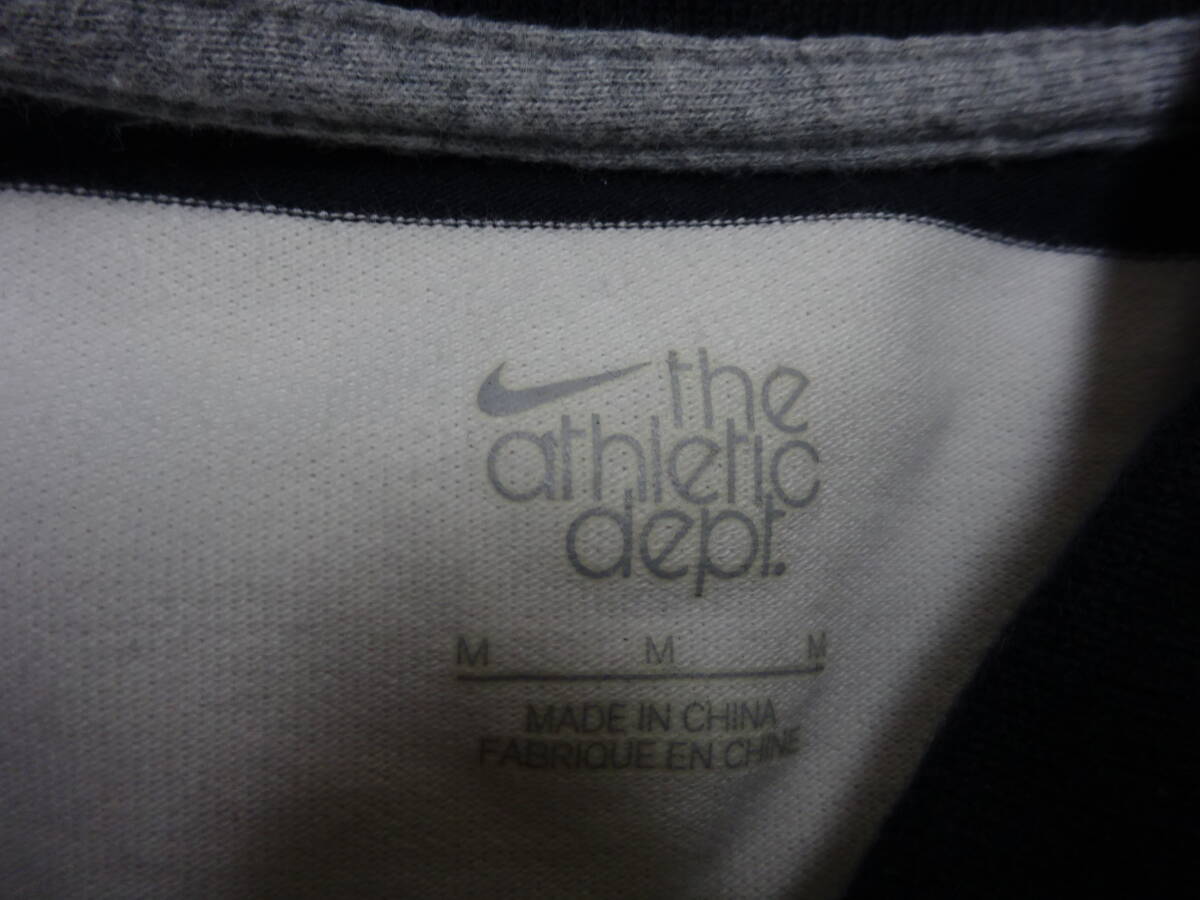 the
athletic
dept.
M M M
MADE IN CHINA
FABRIQUE EN CHINE